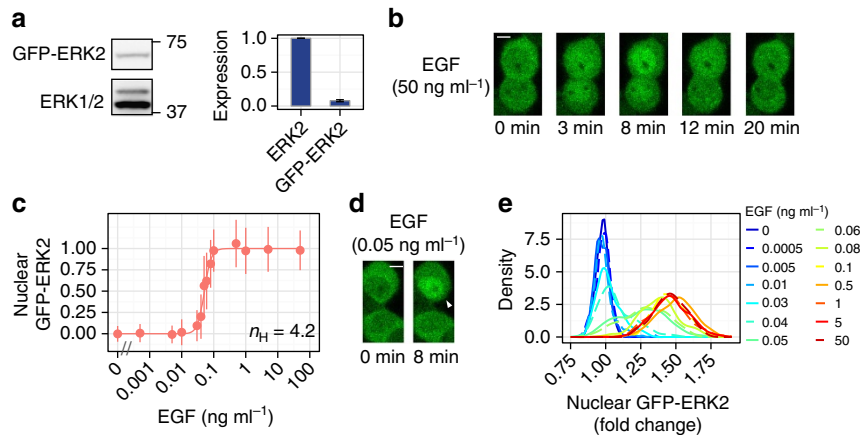 a
GFP-ERK2
75
ERK1/2
37
Expression
1.0
0.5
0.0
ERK2
GFP-ERK2
b
EGF
(50 ng ml⁻¹)
0 min
3 min
8 min
12 min
20 min
c
Nuclear
GFP-ERK2
1.00
0.75
0.50
0.25
0.00
n_H = 4.2
0
0.001
0.01
0.1
1
10
100
EGF (ng ml⁻¹)
d
EGF
(0.05 ng ml⁻¹)
0 min
8 min
e
Density
7.5
5.0
2.5
0.0
0.75
1.00
1.25
1.50
1.75
Nuclear GFP-ERK2
(fold change)
EGF (ng ml⁻¹)
0
0.0005
0.005
0.01
0.03
0.04
0.05
0.06
0.08
0.1
0.5
1
5
50